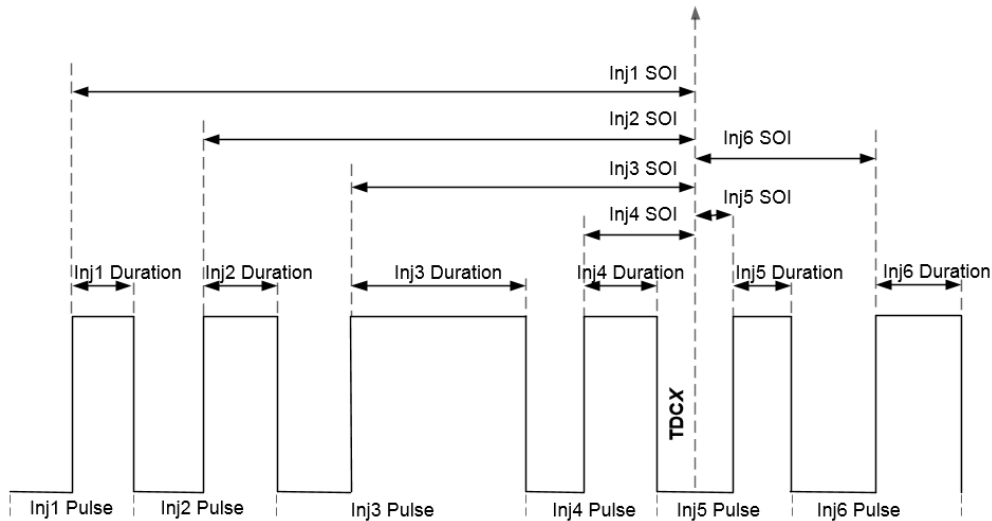 Inj1 SOI
Inj2 SOI
Inj6 SOI
Inj3 SOI
Inj5 SOI
Inj4 SOI
Inj1 Duration
Inj2 Duration
Inj3 Duration
Inj4 Duration
Inj5 Duration
Inj6 Duration
TDCX
Inj1 Pulse
Inj2 Pulse
Inj3 Pulse
Inj4 Pulse
Inj5 Pulse
Inj6 Pulse